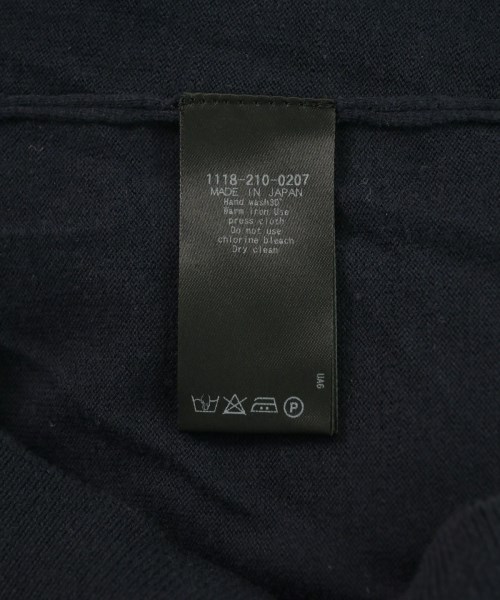 1118-210-0207
MADE IN JAPAN
Hand wash30°
Warm iron Use
press cloth
Do not use
chlorine bleach
Dry clean
UA6
P